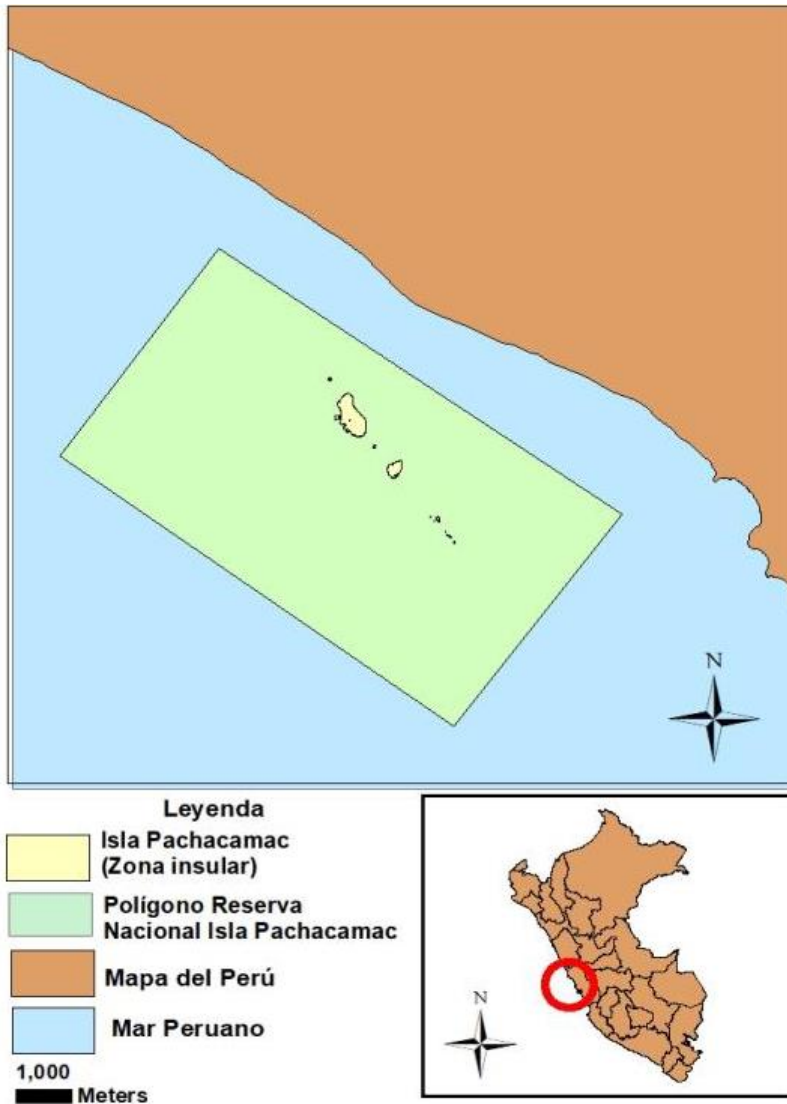 N
Leyenda
Isla Pachacamac
(Zona insular)
Polígono Reserva
Nacional Isla Pachacamac
Mapa del Perú
Mar Peruano
1,000
Meters
N